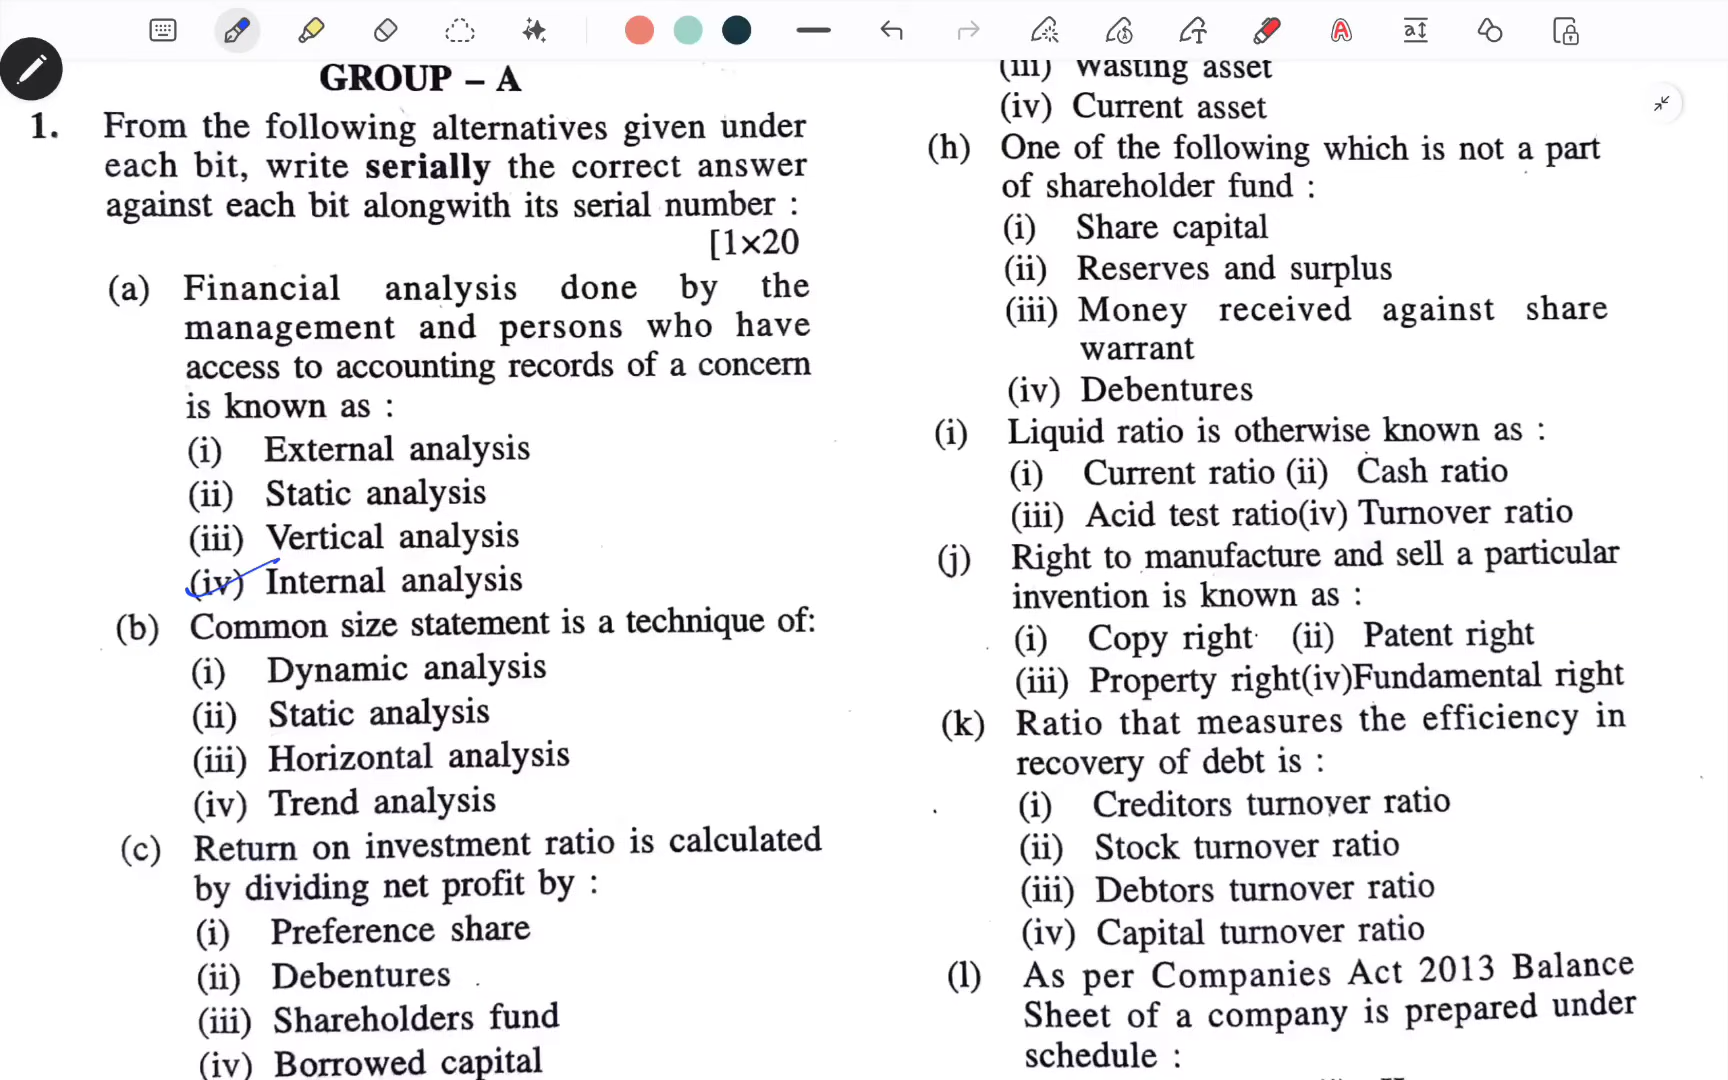 GROUP – A
1. From the following alternatives given under
each bit, write serially the correct answer
against each bit alongwith its serial number :
[1×20
(a) Financial analysis done by the
management and persons who have
access to accounting records of a concern
is known as :
(i) External analysis
(ii) Static analysis
(iii) Vertical analysis
(iv) Internal analysis
(b) Common size statement is a technique of:
(i) Dynamic analysis
(ii) Static analysis
(iii) Horizontal analysis
(iv) Trend analysis
(c) Return on investment ratio is calculated
by dividing net profit by :
(i) Preference share
(ii) Debentures
(iii) Shareholders fund
(iv) Borrowed capital
(iii) Wasting asset
(iv) Current asset
(h) One of the following which is not a part
of shareholder fund :
(i) Share capital
(ii) Reserves and surplus
(iii) Money received against share
warrant
(iv) Debentures
(i) Liquid ratio is otherwise known as :
(i) Current ratio (ii) Cash ratio
(iii) Acid test ratio(iv) Turnover ratio
(j) Right to manufacture and sell a particular
invention is known as :
(i) Copy right (ii) Patent right
(iii) Property right(iv)Fundamental right
(k) Ratio that measures the efficiency in
recovery of debt is :
(i) Creditors turnover ratio
(ii) Stock turnover ratio
(iii) Debtors turnover ratio
(iv) Capital turnover ratio
(l) As per Companies Act 2013 Balance
Sheet of a company is prepared under
schedule :